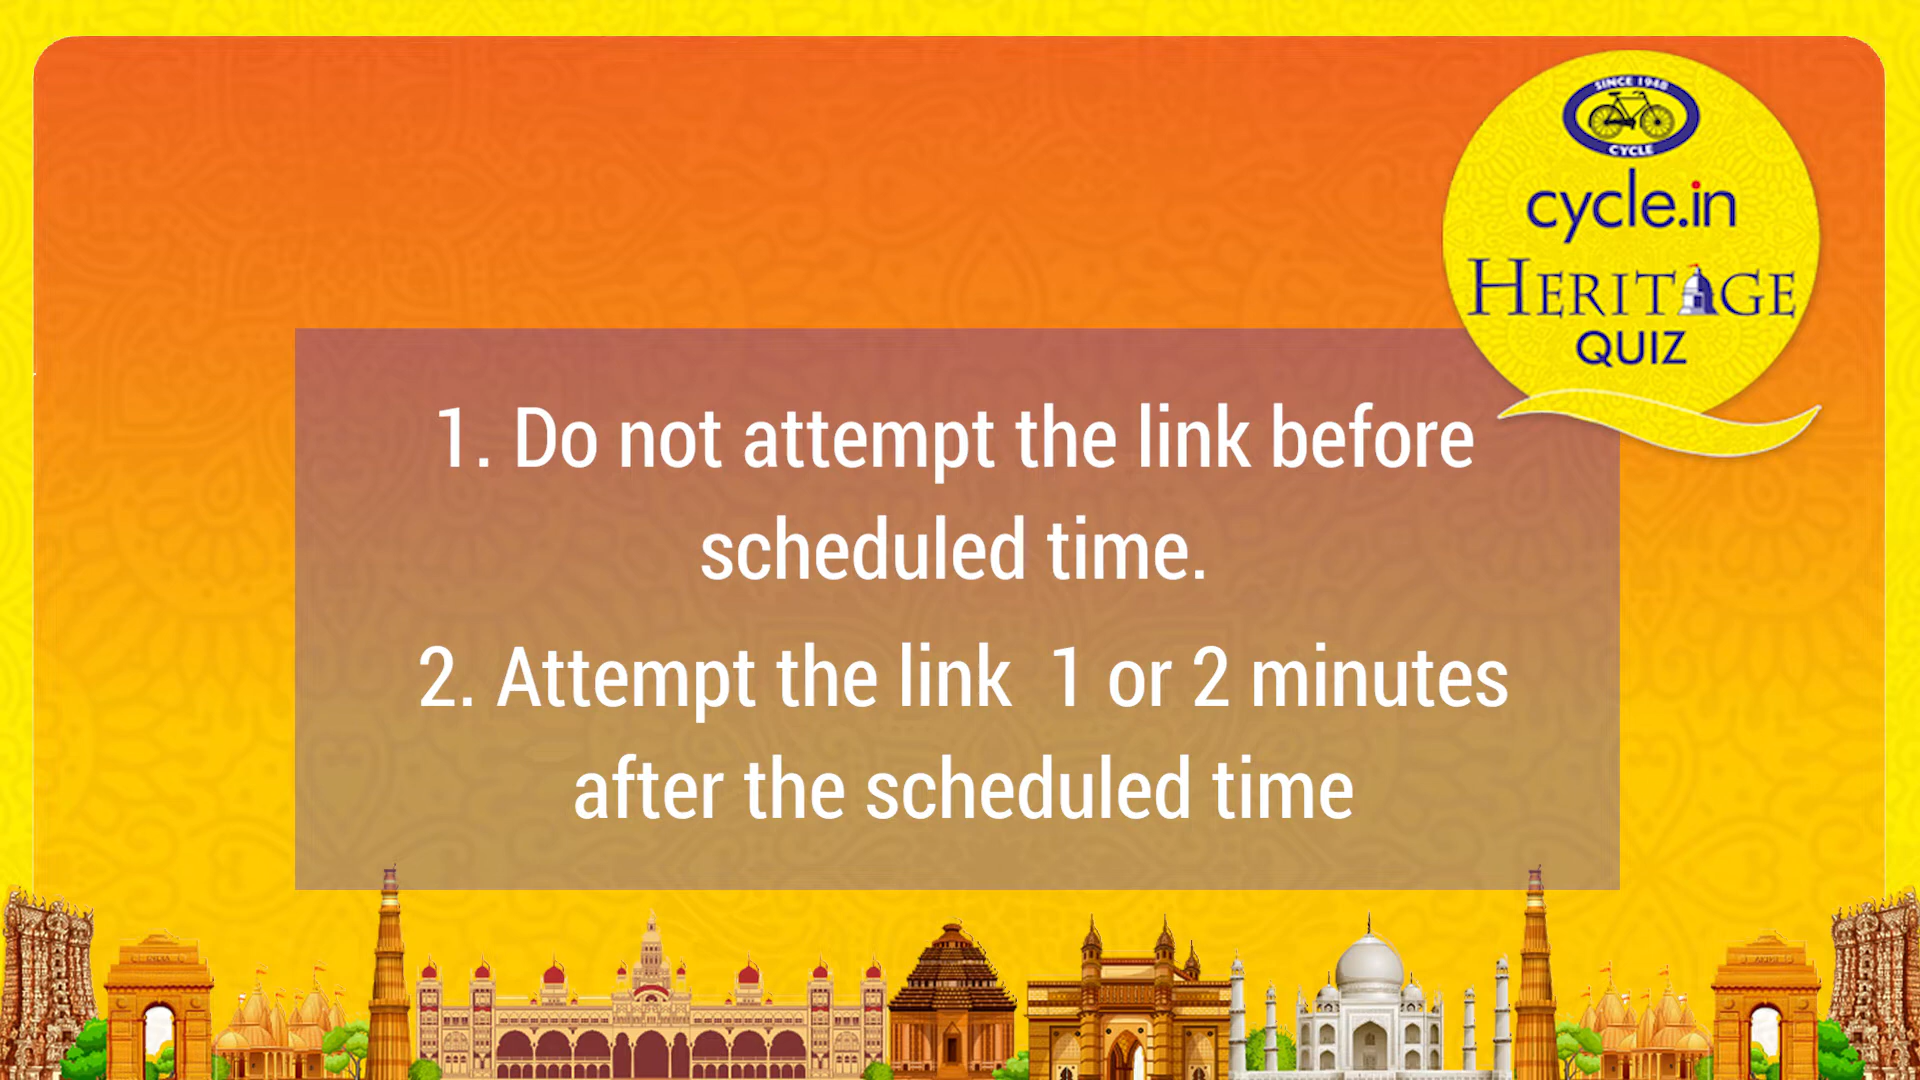 SINCE 1948
CYCLE
cycle.in
HERITAGE
QUIZ
1. Do not attempt the link before
scheduled time.
2. Attempt the link  1 or 2 minutes
after the scheduled time